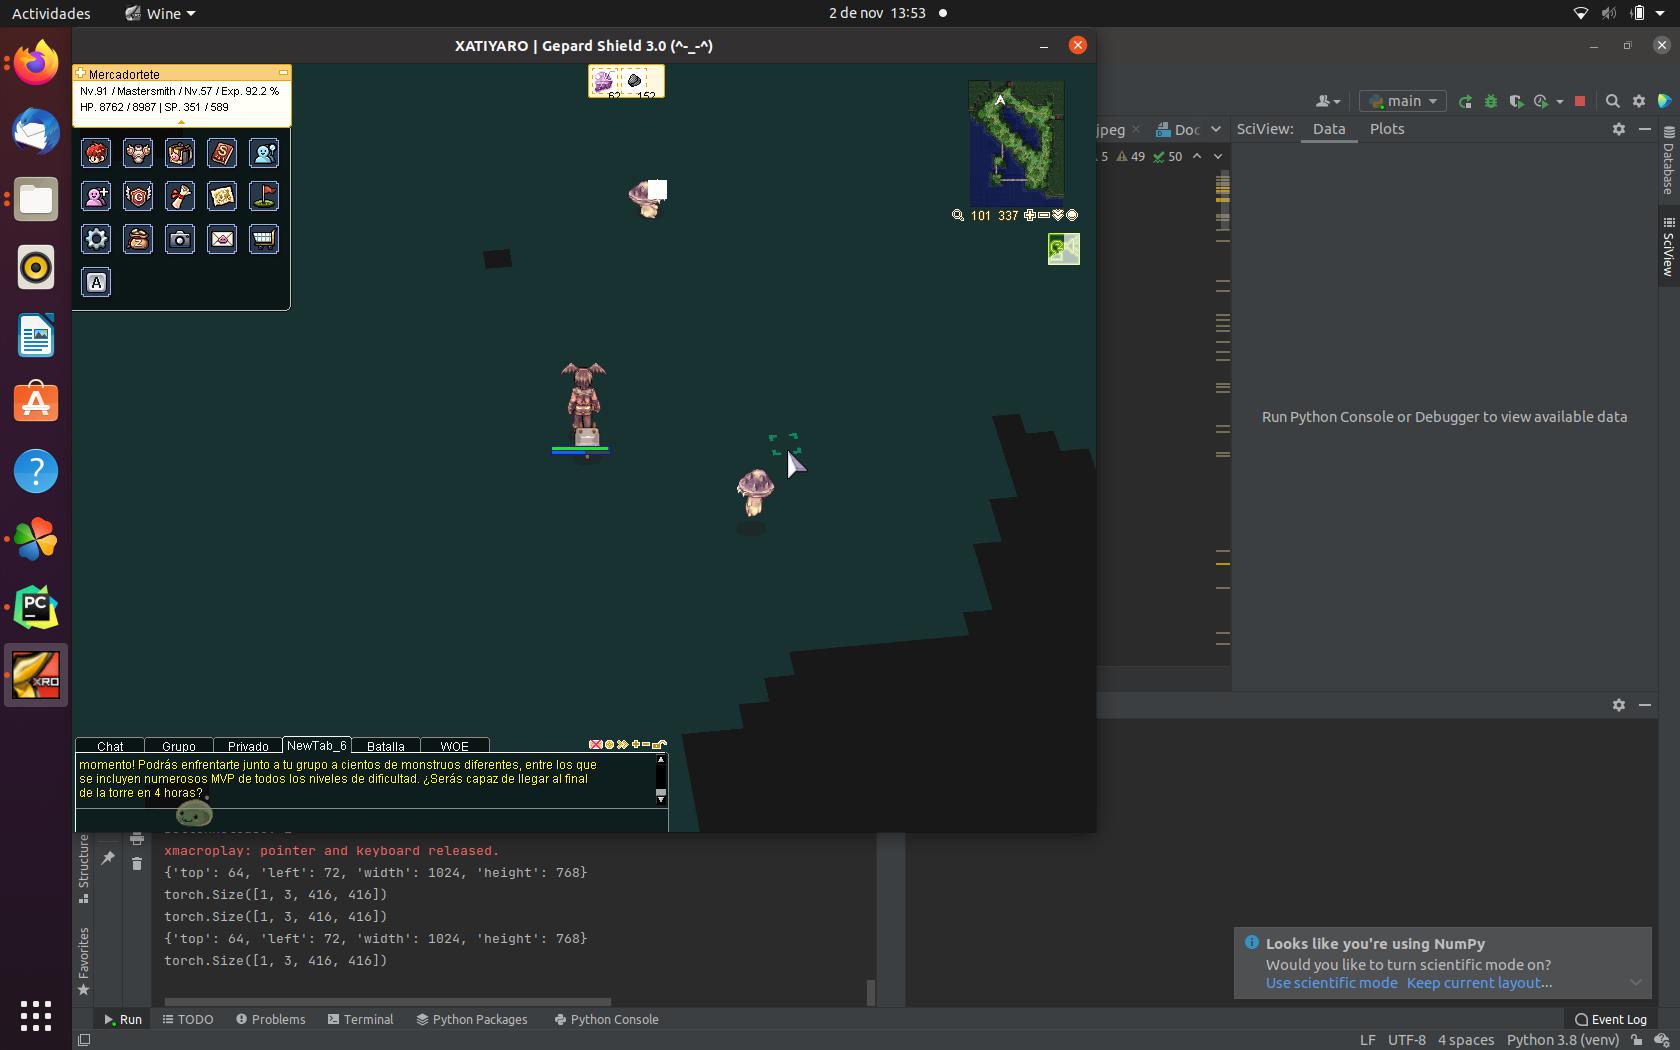 Actividades
Wine
2 de nov 13:53
XATIYARO | Gepard Shield 3.0 (^-_-^)
Mercadortete
Nv.91 / Mastersmith / Nv.57 / Exp. 92.2 %
HP. 8762 / 8987 | SP. 351 / 589
62
152
101 337
main
jpeg
Doc
SciView:
Data
Plots
5
49
50
Database
SciView
Run Python Console or Debugger to view available data
Chat
Grupo
Privado
NewTab_6
Batalla
WOE
momento! Podrás enfrentarte junto a tu grupo a cientos de monstruos diferentes, entre los que
se incluyen numerosos MVP de todos los niveles de dificultad. ¿Serás capaz de llegar al final
de la torre en 4 horas?
xmacroplay: pointer and keyboard released.
{'top': 64, 'left': 72, 'width': 1024, 'height': 768}
torch.Size([1, 3, 416, 416])
torch.Size([1, 3, 416, 416])
{'top': 64, 'left': 72, 'width': 1024, 'height': 768}
torch.Size([1, 3, 416, 416])
Structure
Favorites
Looks like you're using NumPy
Would you like to turn scientific mode on?
Use scientific mode
Keep current layout...
PC
XRO
Run
TODO
Problems
Terminal
Python Packages
Python Console
Event Log
LF
UTF-8
4 spaces
Python 3.8 (venv)